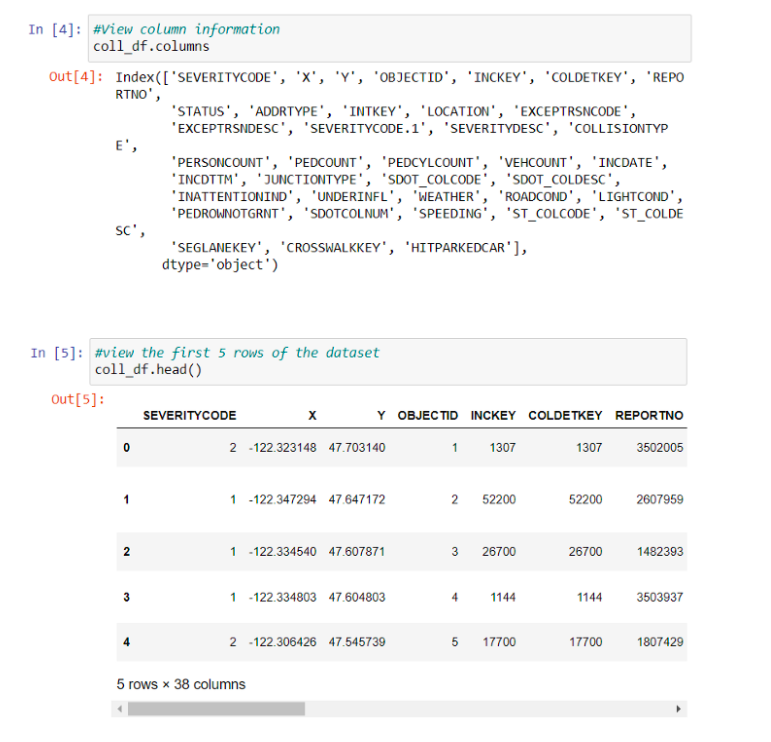 In [4]: #View column information
coll_df.columns
Out[4]: Index(['SEVERITYCODE', 'X', 'Y', 'OBJECTID', 'INCKEY', 'COLDETKEY', 'REPO
RTNO',
'STATUS', 'ADDRTYPE', 'INTKEY', 'LOCATION', 'EXCEPTRSNCODE',
'EXCEPTRSNDESC', 'SEVERITYCODE.1', 'SEVERITYDESC', 'COLLISIONTYP
E',
'PERSONCOUNT', 'PEDCOUNT', 'PEDCYLCOUNT', 'VEHCOUNT', 'INCDATE',
'INCDTTM', 'JUNCTIONTYPE', 'SDOT_COLCODE', 'SDOT_COLDESC',
'INATTENTIONIND', 'UNDERINFL', 'WEATHER', 'ROADCOND', 'LIGHTCOND',
'PEDROWNOTGRNT', 'SDOTCOLNUM', 'SPEEDING', 'ST_COLCODE', 'ST_COLDE
SC',
'SEGLANEKEY', 'CROSSWALKKEY', 'HITPARKEDCAR'],
dtype='object')
In [5]: #view the first 5 rows of the dataset
coll_df.head()
Out[5]:
SEVERITYCODE X Y OBJECTID INCKEY COLDETKEY REPORTNO
0 2 -122.323148 47.703140 1 1307 1307 3502005
1 1 -122.347294 47.647172 2 52200 52200 2607959
2 1 -122.334540 47.607871 3 26700 26700 1482393
3 1 -122.334803 47.604803 4 1144 1144 3503937
4 2 -122.306426 47.545739 5 17700 17700 1807429
5 rows × 38 columns